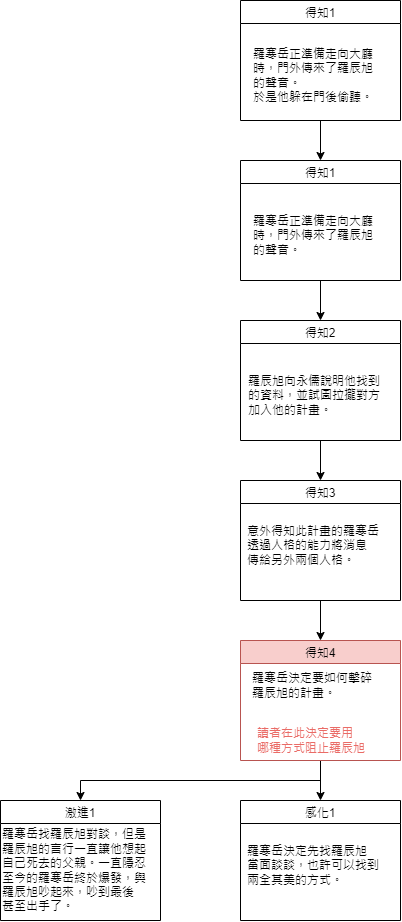 得知1
羅寒岳正準備走向大廳
時，門外傳來了羅辰旭
的聲音。
於是他躲在門後偷聽。
得知1
羅寒岳正準備走向大廳
時，門外傳來了羅辰旭
的聲音。
得知2
羅辰旭向永儒說明他找到
的資料，並試圖拉攏對方
加入他的計畫。
得知3
意外得知此計畫的羅寒岳
透過人格的能力將消息
傳給另外兩個人格。
得知4
羅寒岳決定要如何擊碎
羅辰旭的計畫。
讀者在此決定要用
哪種方式阻止羅辰旭
激進1
羅寒岳找羅辰旭對談，但是
羅辰旭的言行一直讓他想起
自己死去的父親。一直隱忍
至今的羅寒岳終於爆發，與
羅辰旭吵起來，吵到最後
甚至出手了。
感化1
羅寒岳決定先找羅辰旭
當面談談，也許可以找到
兩全其美的方式。